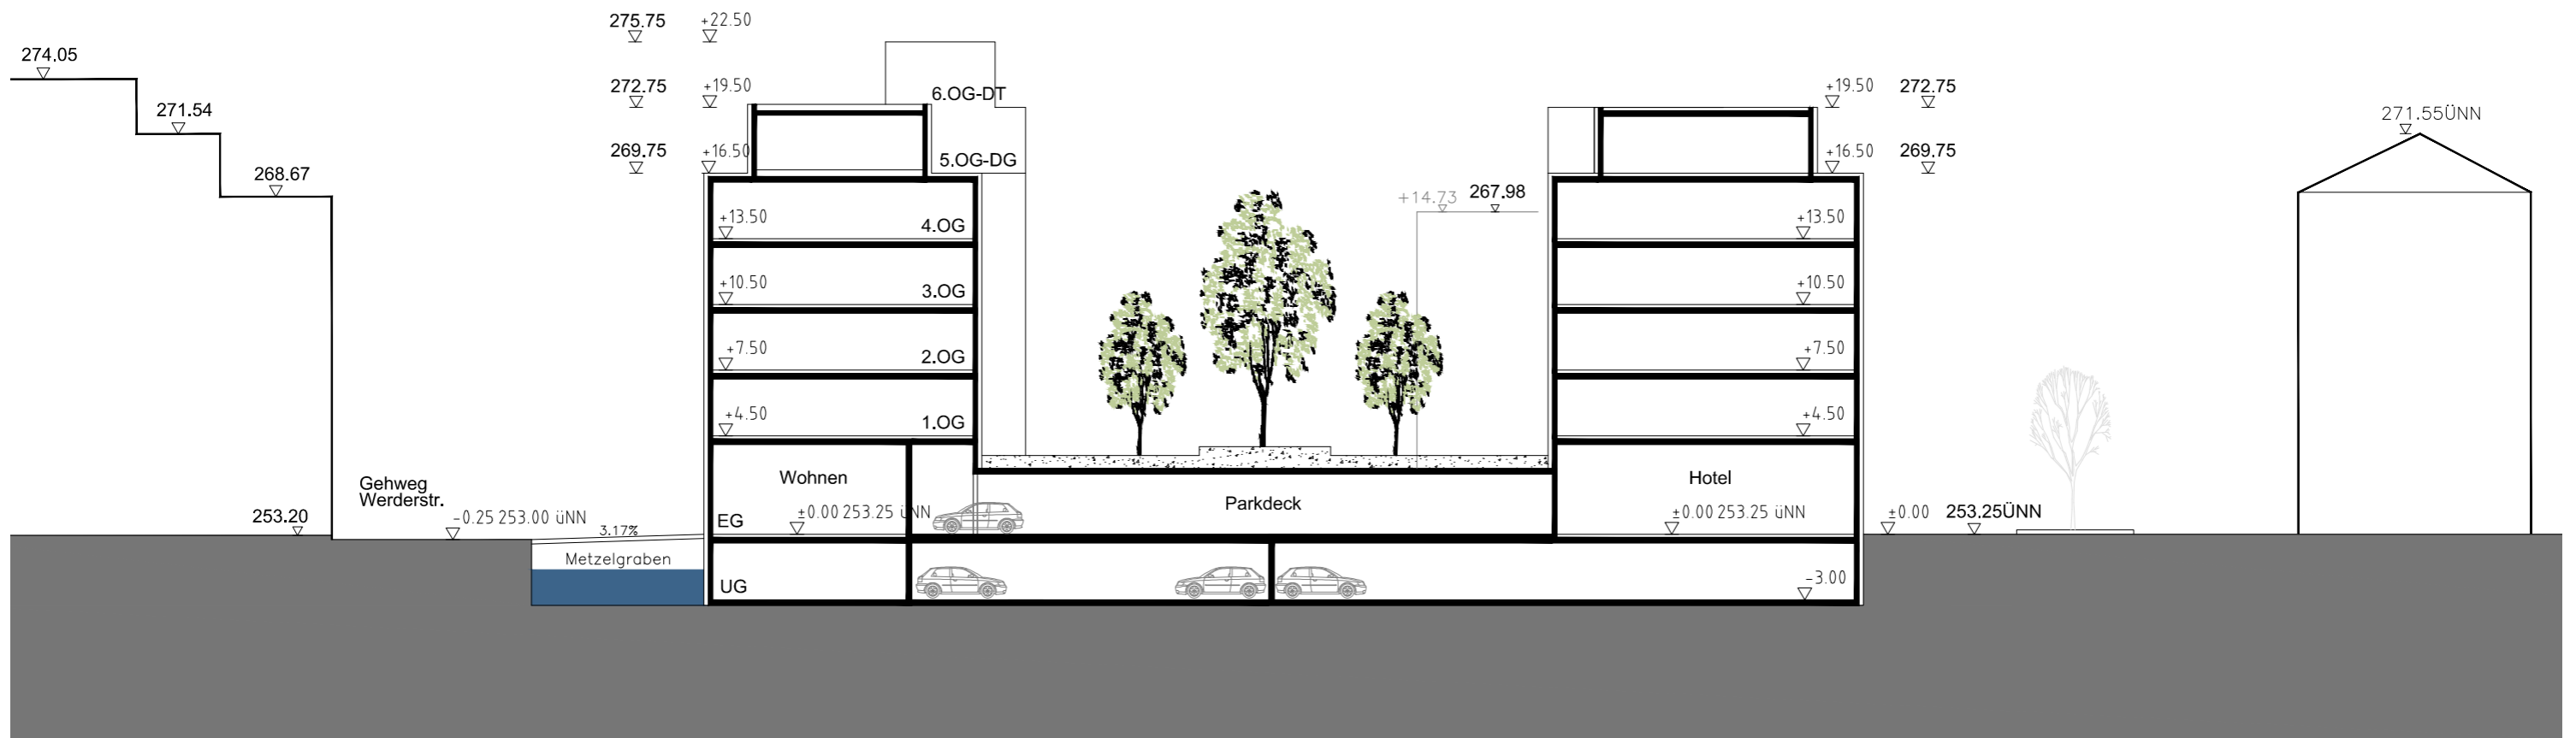 275.75 +22.50
274.05
272.75 +19.50
6.OG-DT
+19.50 272.75
271.54
271.55ÜNN
269.75 +16.50
5.OG-DG
+16.50 269.75
268.67
+14.73 267.98
+13.50 4.OG
+13.50
+10.50 3.OG
+10.50
+7.50 2.OG
+7.50
+4.50 1.OG
+4.50
Gehweg
Werderstr.
Wohnen
Hotel
Parkdeck
253.20
-0.25 253.00 üNN
3.17%
EG
±0.00 253.25 üNN
±0.00 253.25 üNN
±0.00 253.25ÜNN
Metzelgraben
UG
-3.00